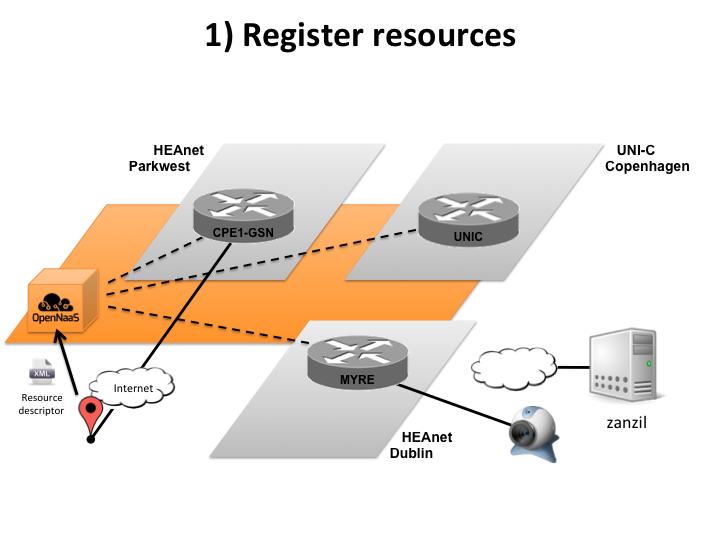 1) Register resources
HEAnet
Parkwest
UNI-C
Copenhagen
CPE1-GSN
UNIC
OpenNaaS
XML
Resource
descriptor
Internet
MYRE
zanzil
HEAnet
Dublin